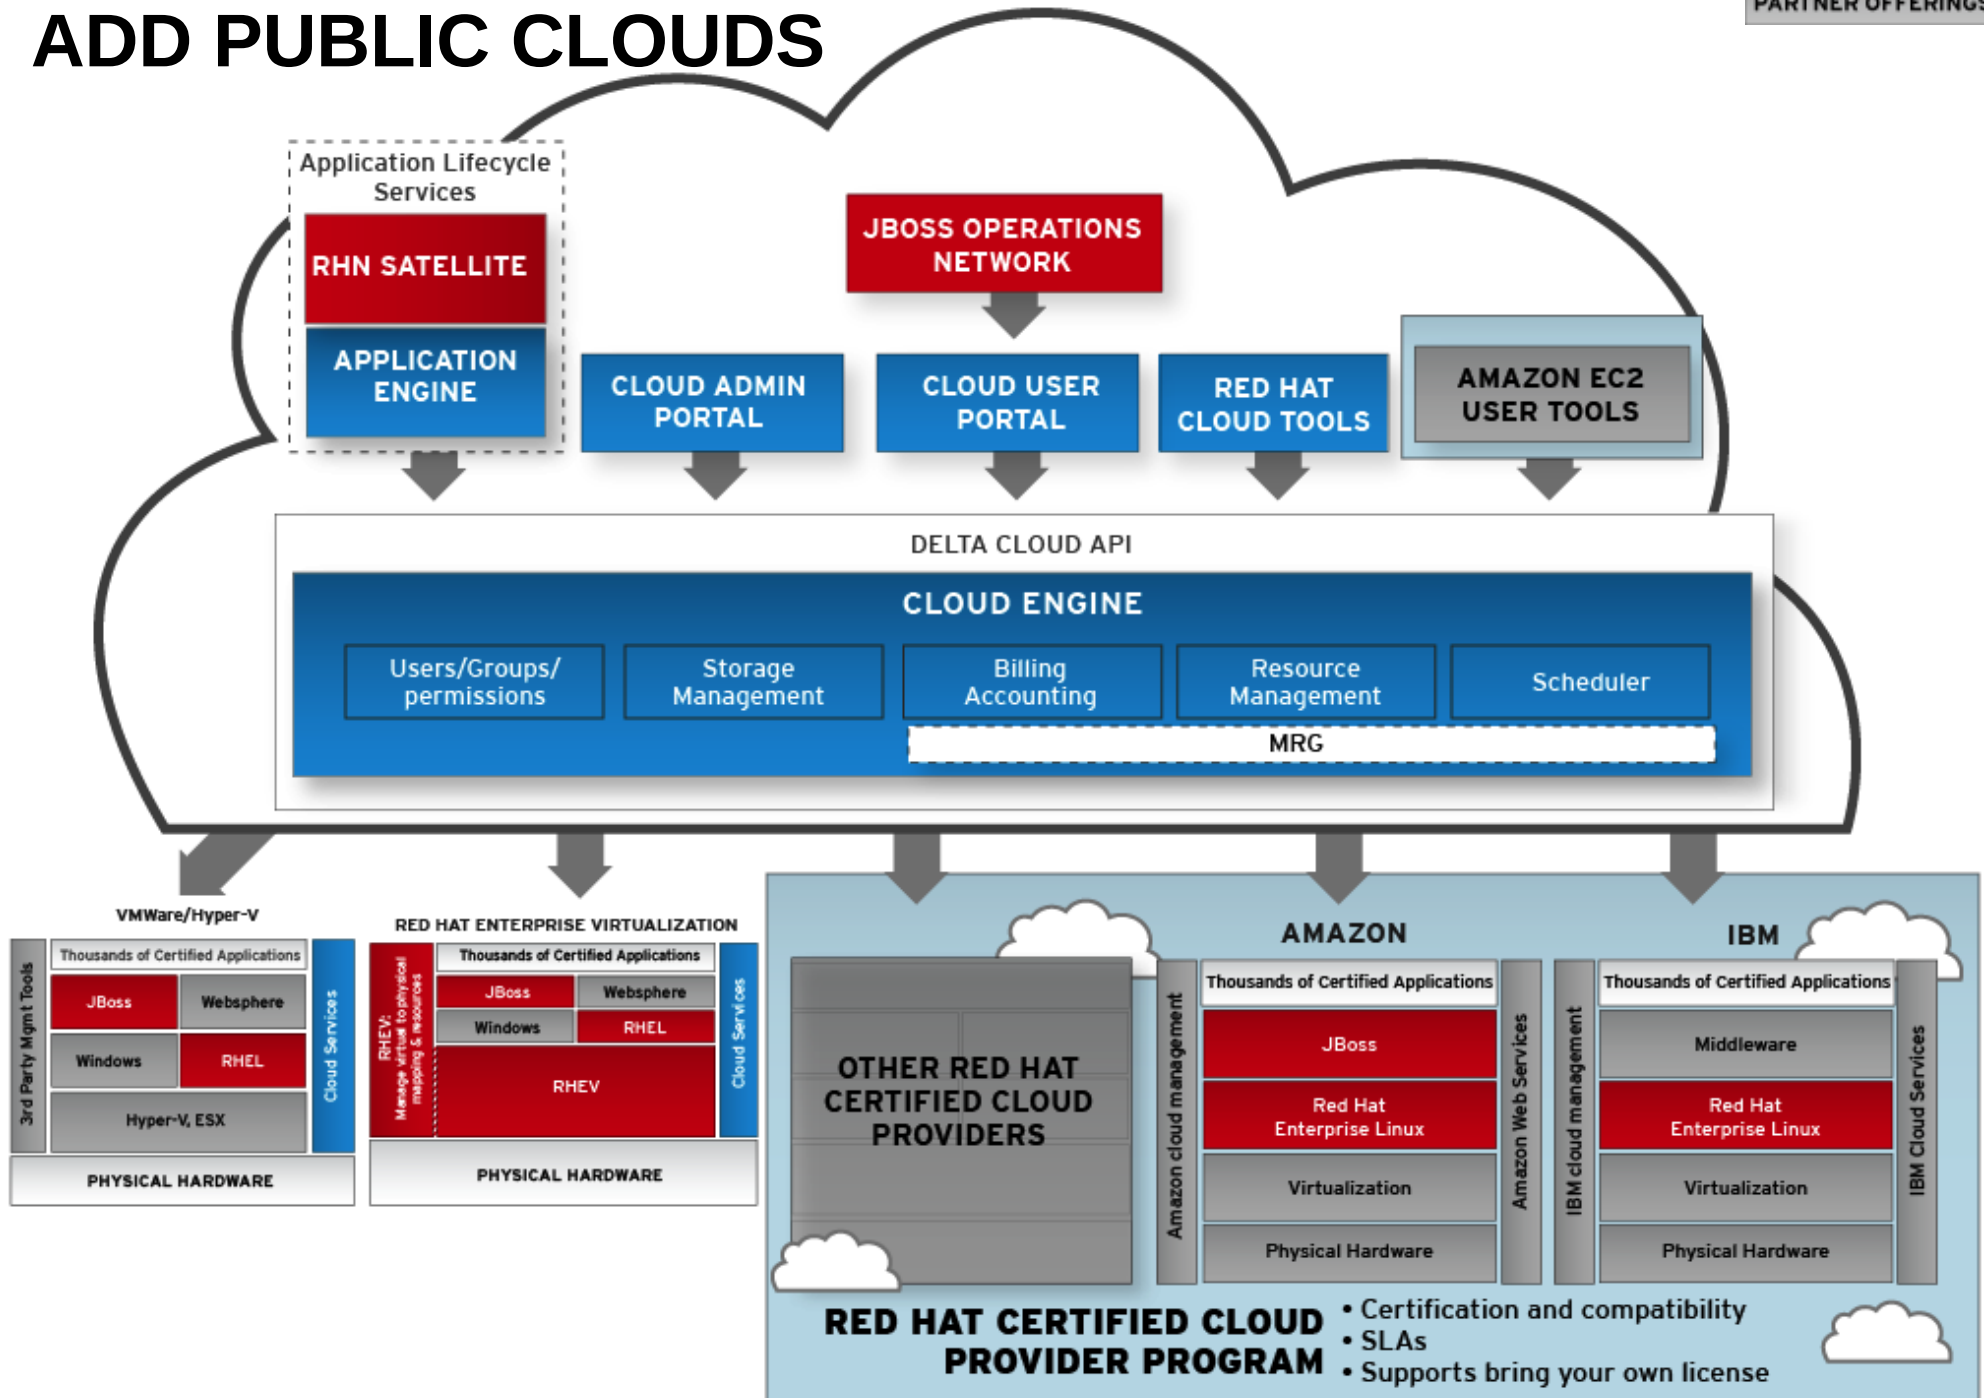 ADD PUBLIC CLOUDS
PARTNER OFFERINGS
Application Lifecycle
Services
RHN SATELLITE
APPLICATION
ENGINE
JBOSS OPERATIONS
NETWORK
CLOUD ADMIN
PORTAL
CLOUD USER
PORTAL
RED HAT
CLOUD TOOLS
AMAZON EC2
USER TOOLS
DELTA CLOUD API
CLOUD ENGINE
Users/Groups/
permissions
Storage
Management
Billing
Accounting
Resource
Management
Scheduler
MRG
VMWare/Hyper-V
3rd Party Mgmt Tools
Thousands of Certified Applications
JBoss
Websphere
Windows
RHEL
Hyper-V, ESX
Cloud Services
PHYSICAL HARDWARE
RED HAT ENTERPRISE VIRTUALIZATION
RHEV:
Manage virtual to physical
mapping & resources
Thousands of Certified Applications
JBoss
Websphere
Windows
RHEL
RHEV
Cloud Services
PHYSICAL HARDWARE
OTHER RED HAT
CERTIFIED CLOUD
PROVIDERS
AMAZON
Amazon cloud management
Thousands of Certified Applications
JBoss
Red Hat
Enterprise Linux
Virtualization
Physical Hardware
Amazon Web Services
IBM
IBM cloud management
Thousands of Certified Applications
Middleware
Red Hat
Enterprise Linux
Virtualization
Physical Hardware
IBM Cloud Services
RED HAT CERTIFIED CLOUD
PROVIDER PROGRAM
• Certification and compatibility
• SLAs
• Supports bring your own license